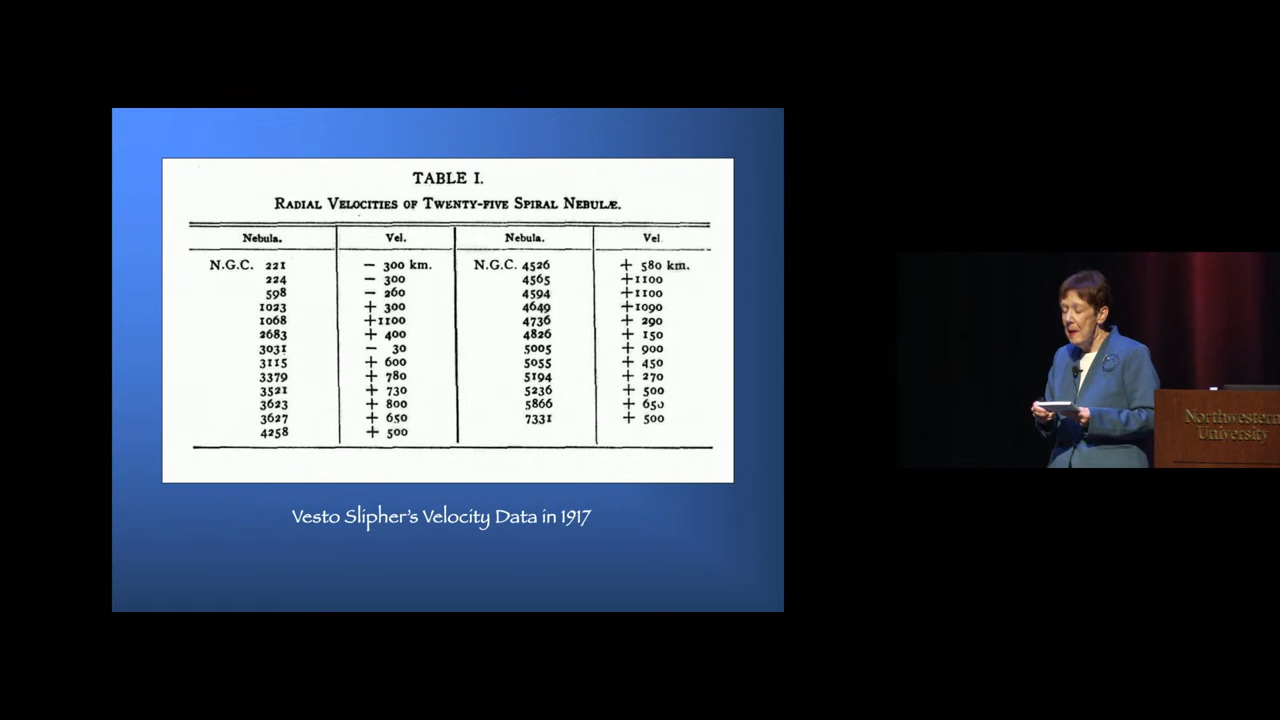 TABLE I.
RADIAL VELOCITIES OF TWENTY-FIVE SPIRAL NEBULÆ.
Nebula. Vel. Nebula. Vel
N.G.C. 221 − 300 km. N.G.C. 4526 + 580 km.
224 − 300 4565 +1100
598 − 260 4594 +1100
1023 + 300 4649 +1090
1068 +1100 4736 + 290
2683 + 400 4826 + 150
3031 − 30 5005 + 900
3115 + 600 5055 + 450
3379 + 780 5194 + 270
3521 + 730 5236 + 500
3623 + 800 5866 + 650
3627 + 650 7331 + 500
4258 + 500
Vesto Slipher's Velocity Data in 1917
Northwestern
University